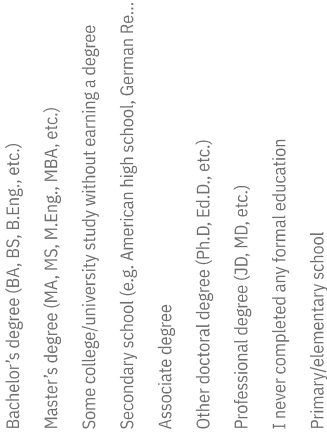 Bachelor's degree (BA, BS, B.Eng., etc.)
Master's degree (MA, MS, M.Eng., MBA, etc.)
Some college/university study without earning a degree
Secondary school (e.g. American high school, German Re...
Associate degree
Other doctoral degree (Ph.D, Ed.D., etc.)
Professional degree (JD, MD, etc.)
I never completed any formal education
Primary/elementary school